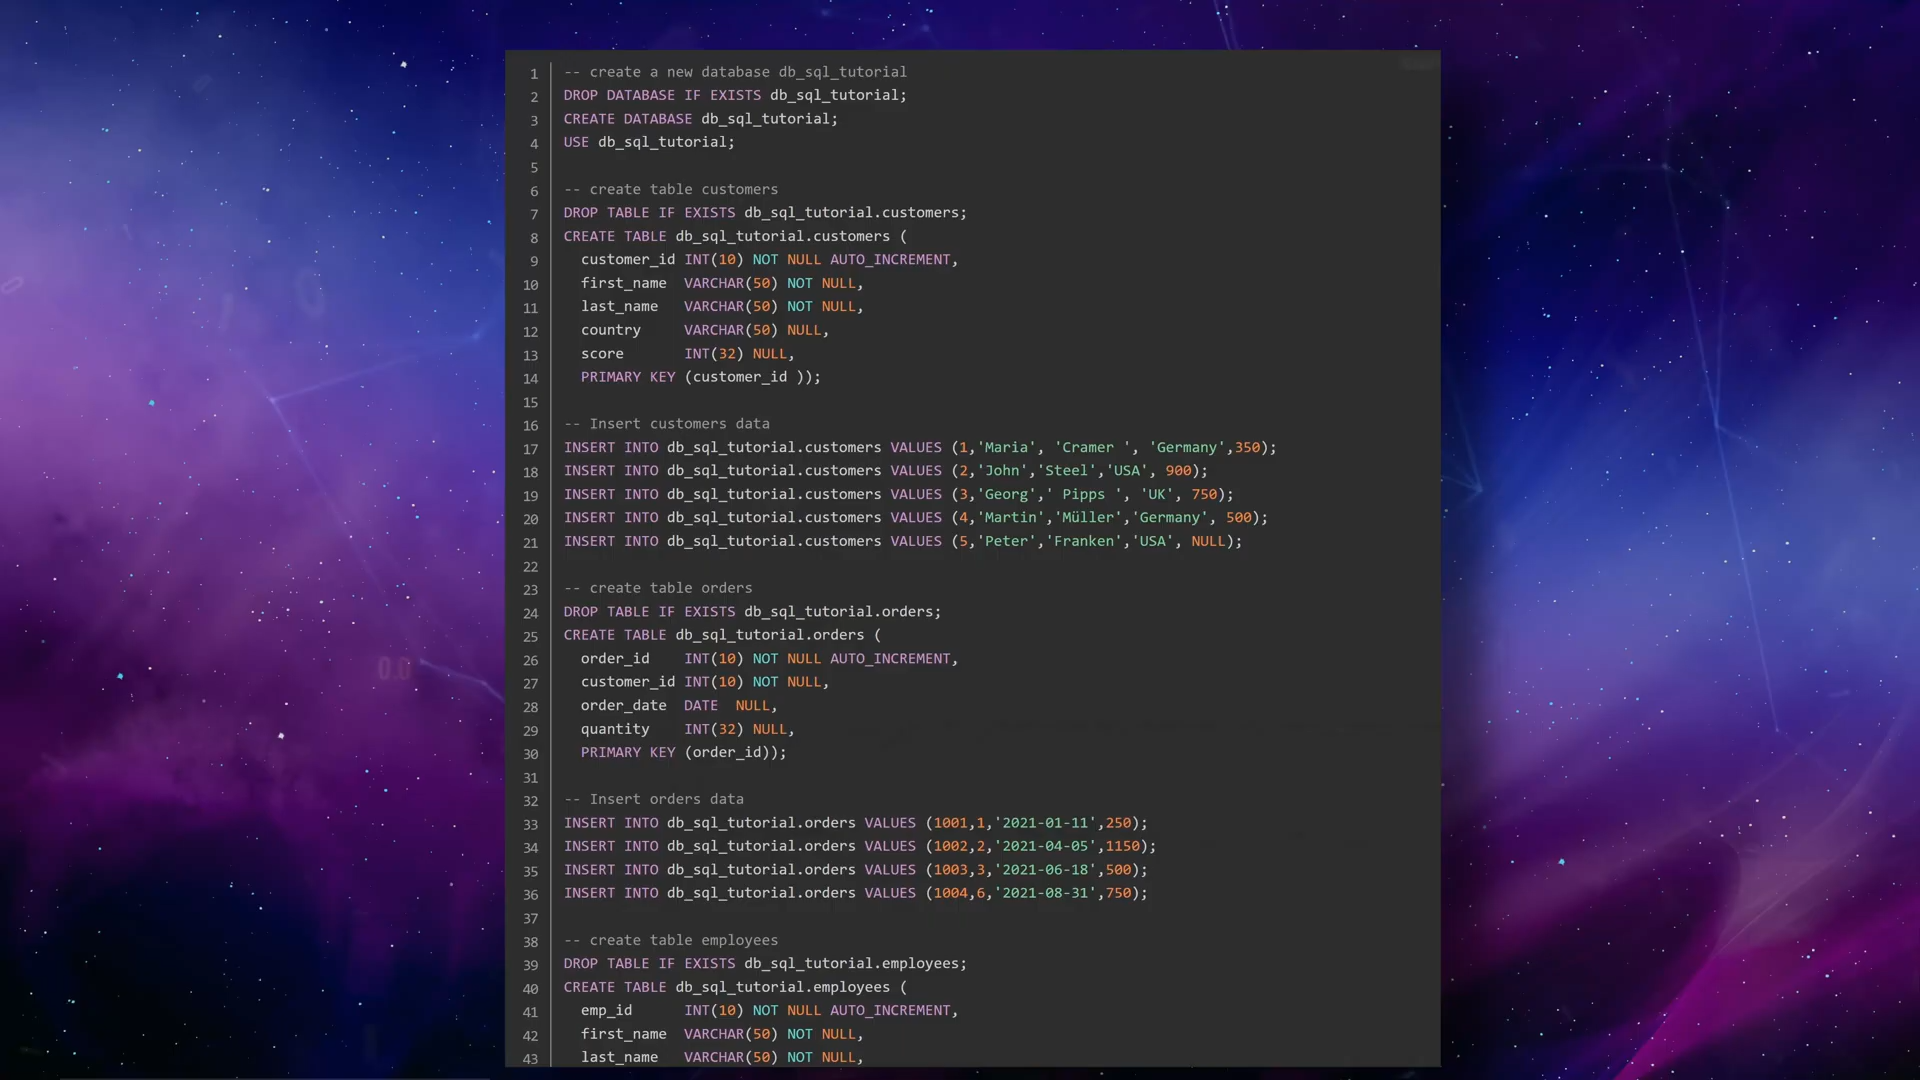 1 -- create a new database db_sql_tutorial
2 DROP DATABASE IF EXISTS db_sql_tutorial;
3 CREATE DATABASE db_sql_tutorial;
4 USE db_sql_tutorial;
5
6 -- create table customers
7 DROP TABLE IF EXISTS db_sql_tutorial.customers;
8 CREATE TABLE db_sql_tutorial.customers (
9   customer_id INT(10) NOT NULL AUTO_INCREMENT,
10   first_name  VARCHAR(50) NOT NULL,
11   last_name   VARCHAR(50) NOT NULL,
12   country     VARCHAR(50) NULL,
13   score       INT(32) NULL,
14   PRIMARY KEY (customer_id ));
15
16 -- Insert customers data
17 INSERT INTO db_sql_tutorial.customers VALUES (1,'Maria', 'Cramer ', 'Germany',350);
18 INSERT INTO db_sql_tutorial.customers VALUES (2,'John','Steel','USA', 900);
19 INSERT INTO db_sql_tutorial.customers VALUES (3,'Georg',' Pipps ', 'UK', 750);
20 INSERT INTO db_sql_tutorial.customers VALUES (4,'Martin','Müller','Germany', 500);
21 INSERT INTO db_sql_tutorial.customers VALUES (5,'Peter','Franken','USA', NULL);
22
23 -- create table orders
24 DROP TABLE IF EXISTS db_sql_tutorial.orders;
25 CREATE TABLE db_sql_tutorial.orders (
26   order_id    INT(10) NOT NULL AUTO_INCREMENT,
27   customer_id INT(10) NOT NULL,
28   order_date  DATE  NULL,
29   quantity    INT(32) NULL,
30   PRIMARY KEY (order_id));
31
32 -- Insert orders data
33 INSERT INTO db_sql_tutorial.orders VALUES (1001,1,'2021-01-11',250);
34 INSERT INTO db_sql_tutorial.orders VALUES (1002,2,'2021-04-05',1150);
35 INSERT INTO db_sql_tutorial.orders VALUES (1003,3,'2021-06-18',500);
36 INSERT INTO db_sql_tutorial.orders VALUES (1004,6,'2021-08-31',750);
37
38 -- create table employees
39 DROP TABLE IF EXISTS db_sql_tutorial.employees;
40 CREATE TABLE db_sql_tutorial.employees (
41   emp_id      INT(10) NOT NULL AUTO_INCREMENT,
42   first_name  VARCHAR(50) NOT NULL,
43   last_name   VARCHAR(50) NOT NULL,